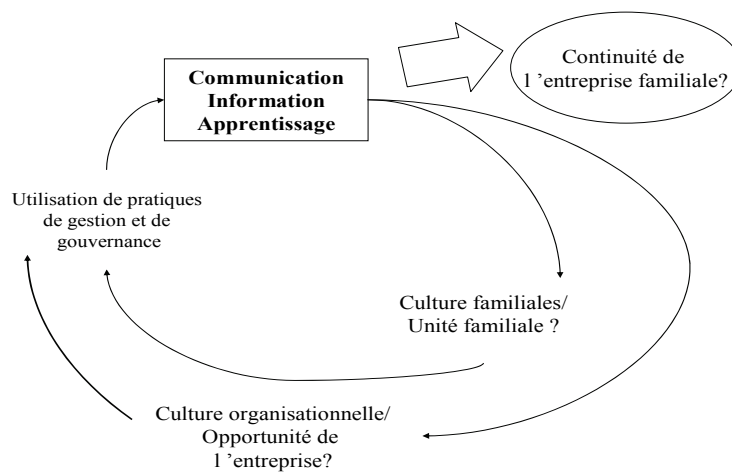 Communication
Information
Apprentissage
Continuité de
l ’entreprise familiale?
Utilisation de pratiques
de gestion et de
gouvernance
Culture familiales/
Unité familiale ?
Culture organisationnelle/
Opportunité de
l ’entreprise?